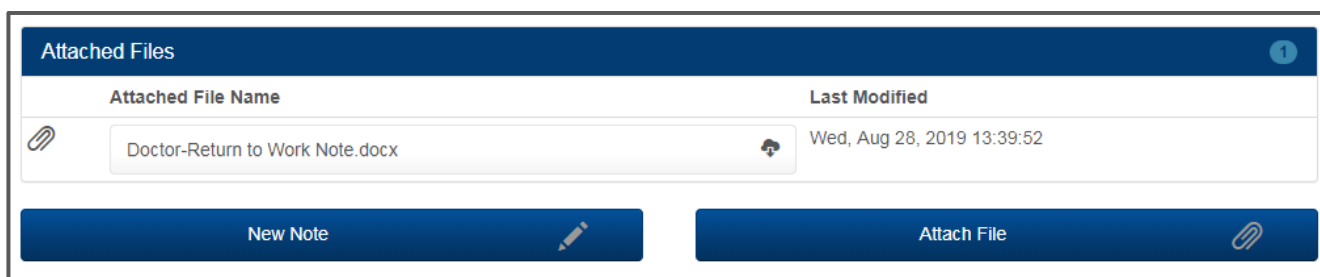 Attached Files 1
Attached File Name Last Modified
Doctor-Return to Work Note.docx Wed, Aug 28, 2019 13:39:52
New Note Attach File